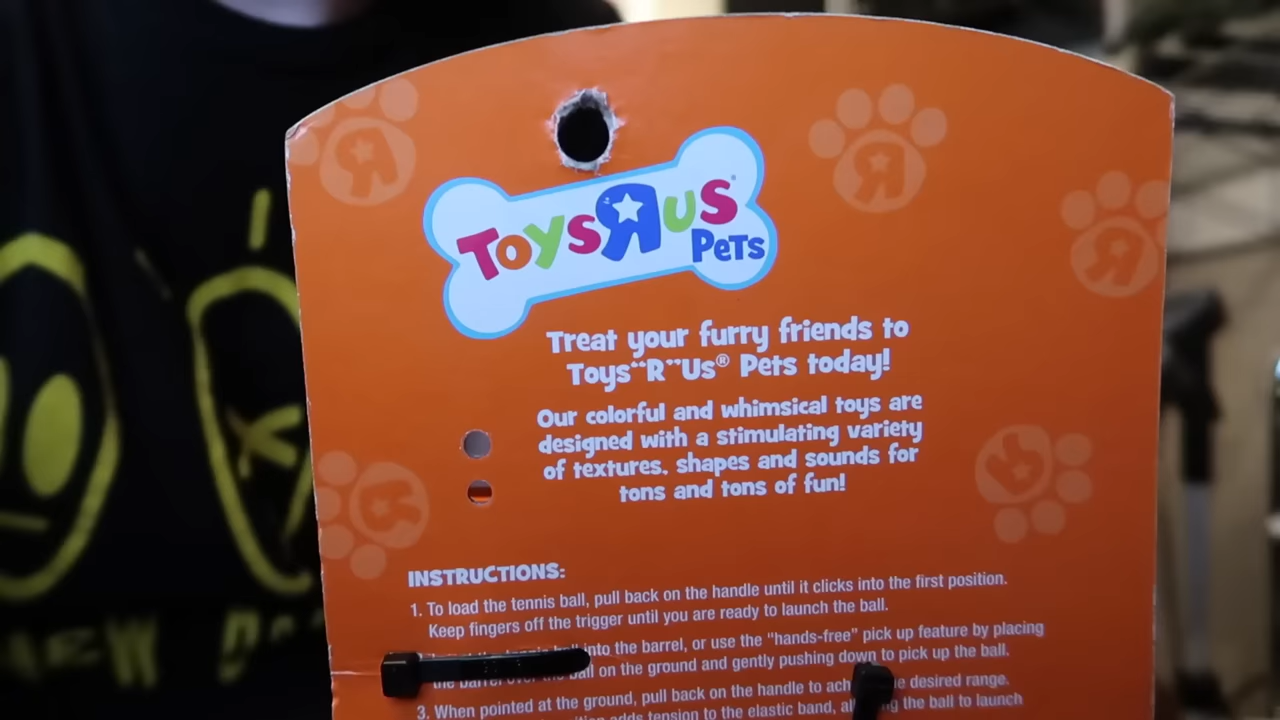 TOYSRUS
PETS
Treat your furry friends to
Toys“R”Us® Pets today!
Our colorful and whimsical toys are
designed with a stimulating variety
of textures, shapes and sounds for
tons and tons of fun!
INSTRUCTIONS:
1. To load the tennis ball, pull back on the handle until it clicks into the first position.
Keep fingers off the trigger until you are ready to launch the ball.
into the barrel, or use the "hands-free" pick up feature by placing
the barrel over the ball on the ground and gently pushing down to pick up the ball.
3. When pointed at the ground, pull back on the handle to desired range.
adds tension to the elastic band, the ball to launch